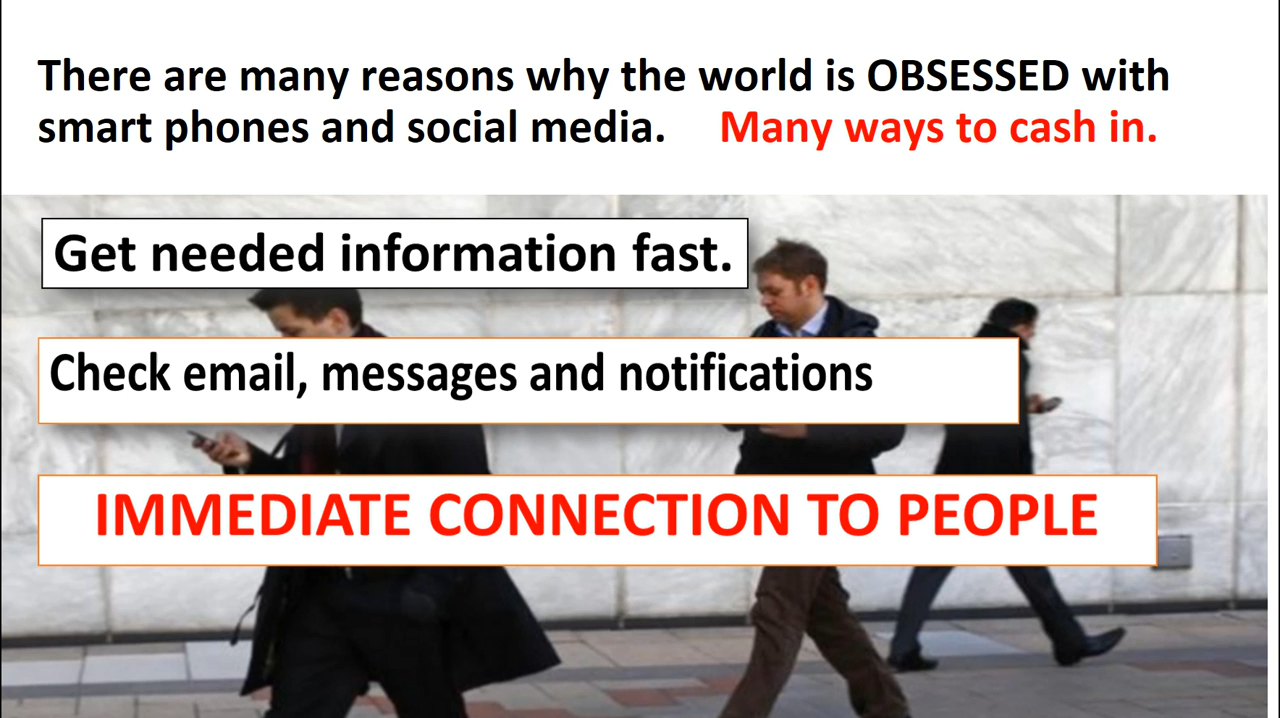 There are many reasons why the world is OBSESSED with
smart phones and social media. Many ways to cash in.
Get needed information fast.
Check email, messages and notifications
IMMEDIATE CONNECTION TO PEOPLE